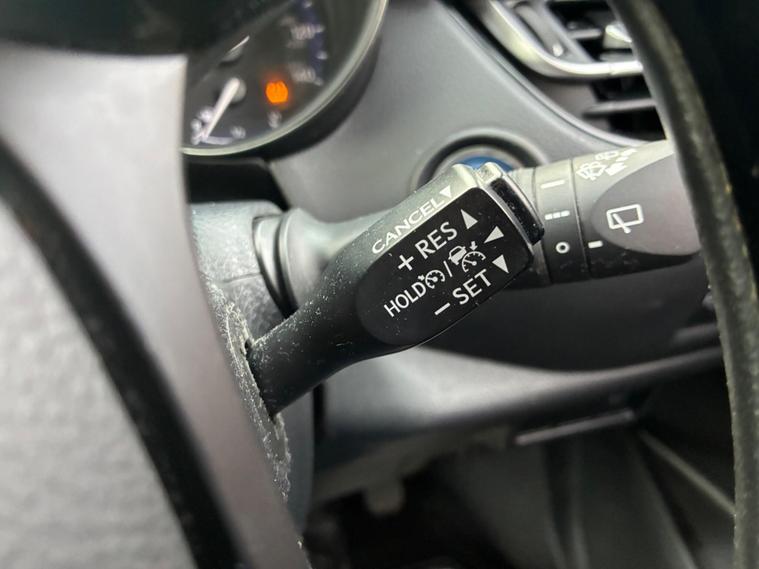 CANCEL▼
+ RES ▲
HOLD / ◀
− SET ▼